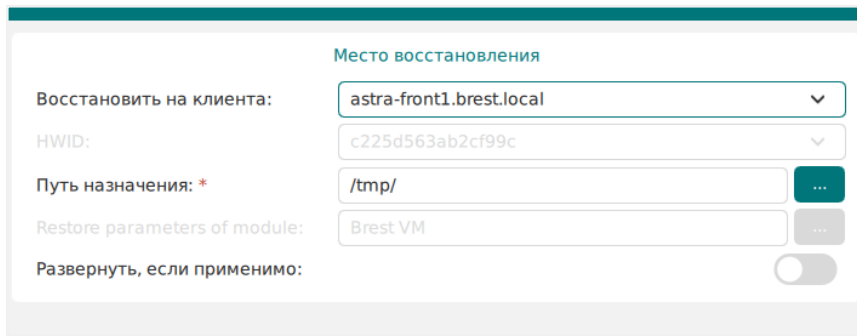 Место восстановления
Восстановить на клиента: astra-front1.brest.local
HWID: c225d563ab2cf99c
Путь назначения: * /tmp/ ...
Restore parameters of module: Brest VM ...
Развернуть, если применимо: